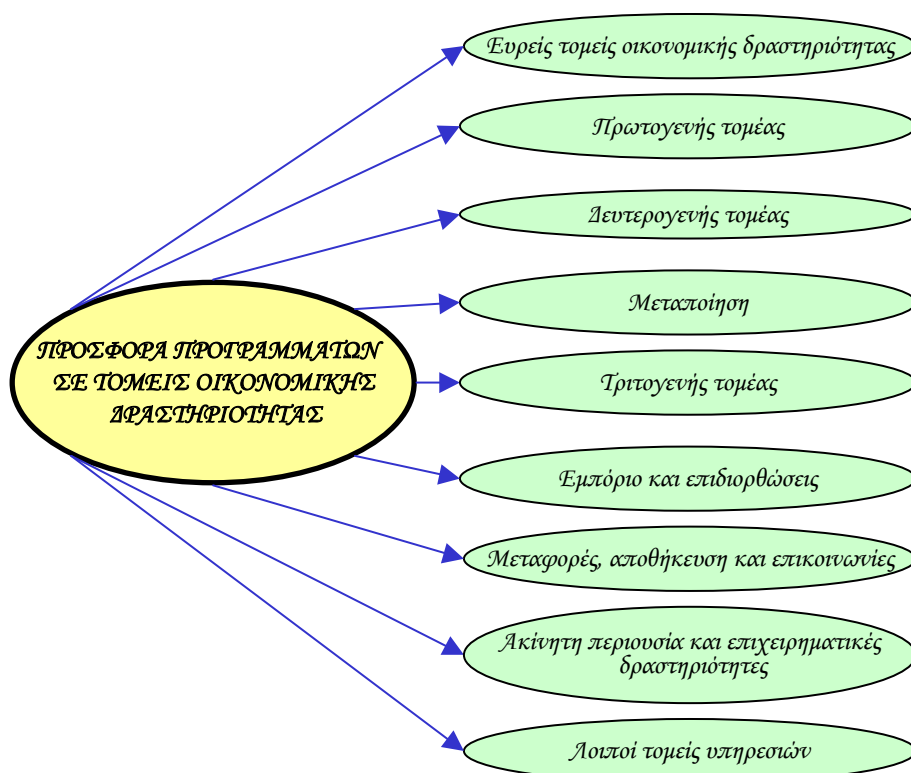 Ευρείς τομείς οικονομικής δραστηριότητας
Πρωτογενής τομέας
Δευτερογενής τομέας
Μεταποίηση
ΠΡΟΣΦΟΡΑ ΠΡΟΓΡΑΜΜΑΤΩΝ
ΣΕ ΤΟΜΕΙΣ ΟΙΚΟΝΟΜΙΚΗΣ
ΔΡΑΣΤΗΡΙΟΤΗΤΑΣ
Τριτογενής τομέας
Εμπόριο και επιδιορθώσεις
Μεταφορές, αποθήκευση και επικοινωνίες
Ακίνητη περιουσία και επιχειρηματικές
δραστηριότητες
Λοιποί τομείς υπηρεσιών